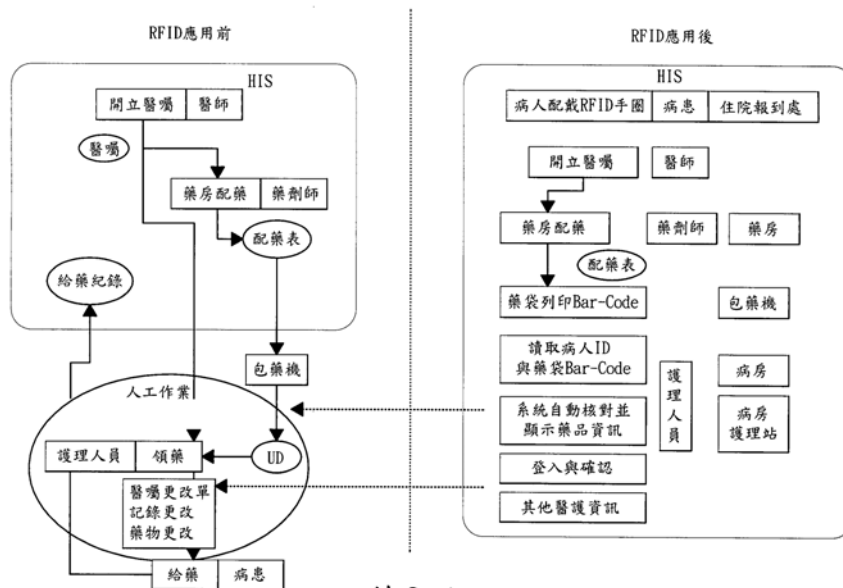 RFID應用前
HIS
開立醫囑 醫師
醫囑
藥房配藥 藥劑師
配藥表
給藥紀錄
包藥機
人工作業
護理人員 領藥 UD
醫囑更改單
記錄更改
藥物更改
給藥 病患
RFID應用後
HIS
病人配戴RFID手圈 病患 住院報到處
開立醫囑 醫師
藥房配藥 藥劑師 藥房
配藥表
藥袋列印Bar-Code 包藥機
讀取病人ID
與藥袋Bar-Code
護理人員
病房
系統自動核對並
顯示藥品資訊
病房
護理站
登入與確認
其他醫護資訊